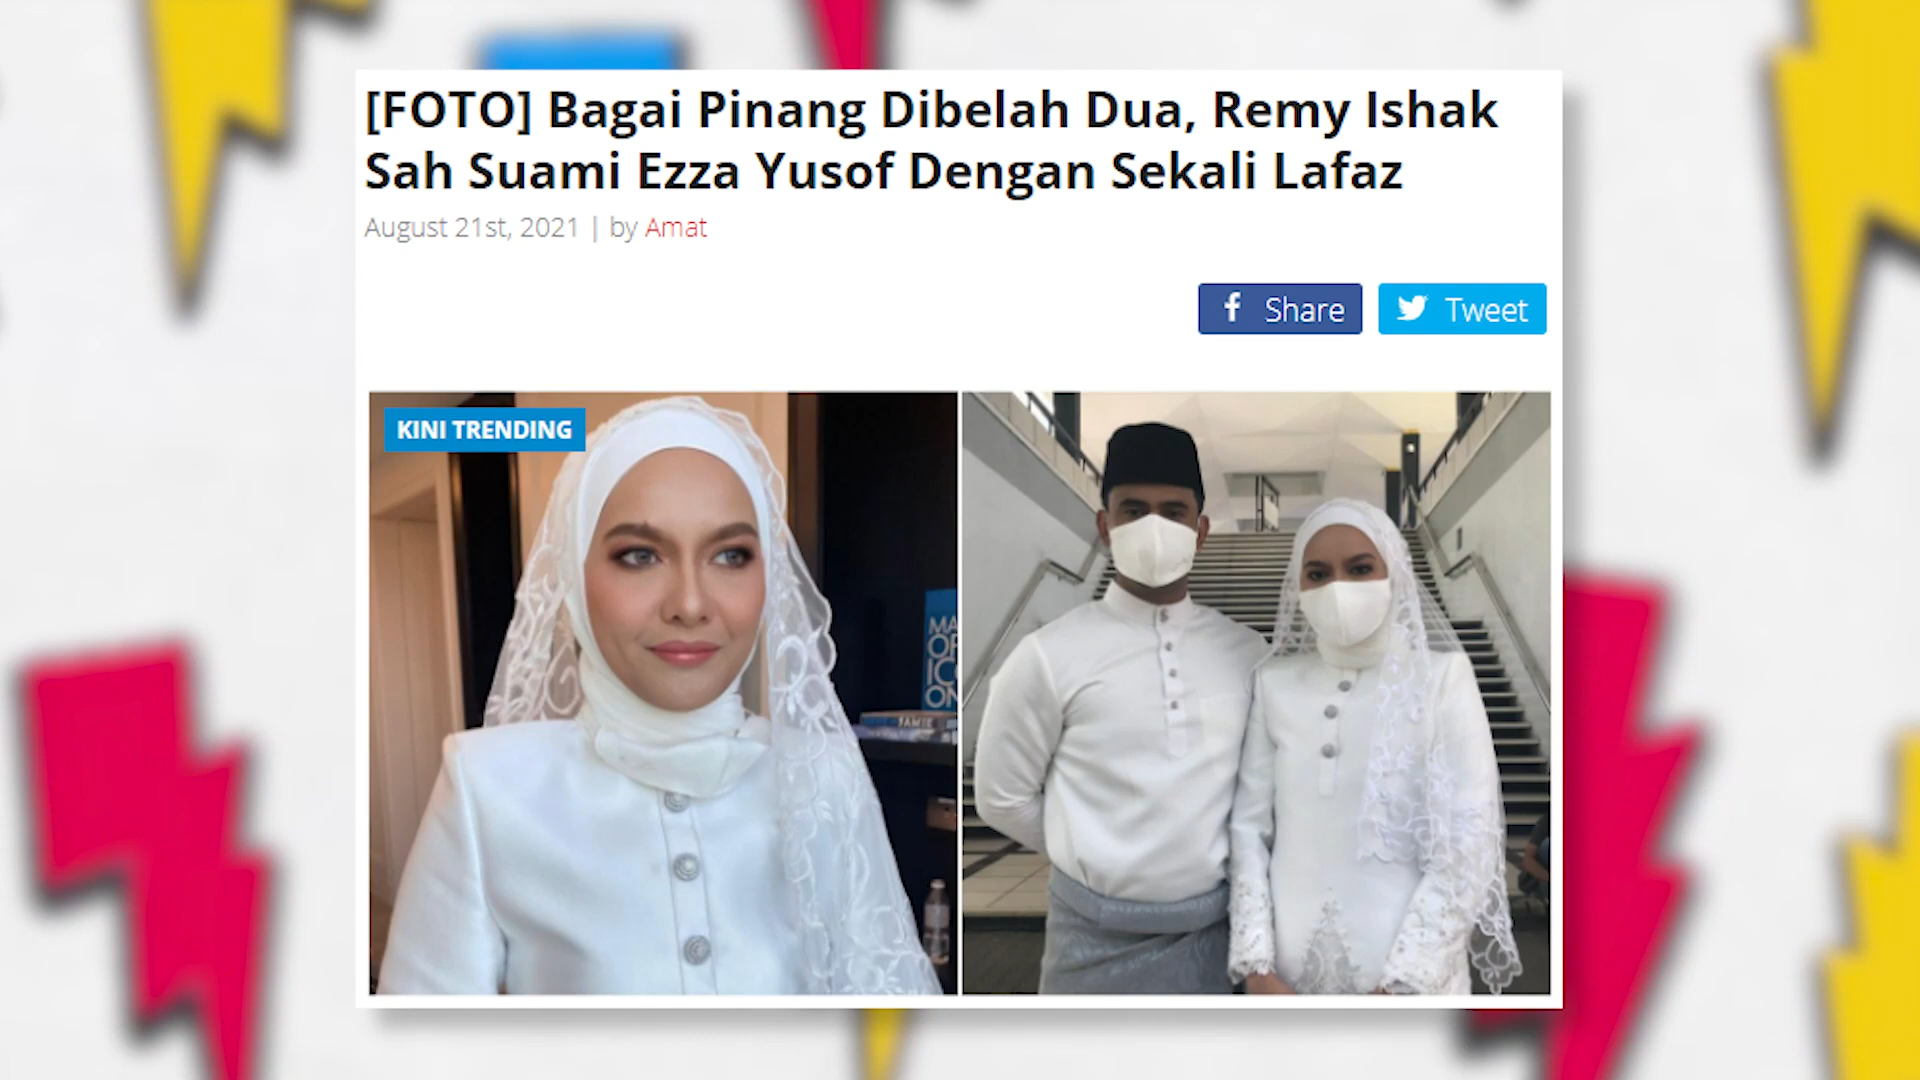 [FOTO] Bagai Pinang Dibelah Dua, Remy Ishak
Sah Suami Ezza Yusof Dengan Sekali Lafaz
August 21st, 2021 | by Amat
Share
Tweet
KINI TRENDING
JAMIE